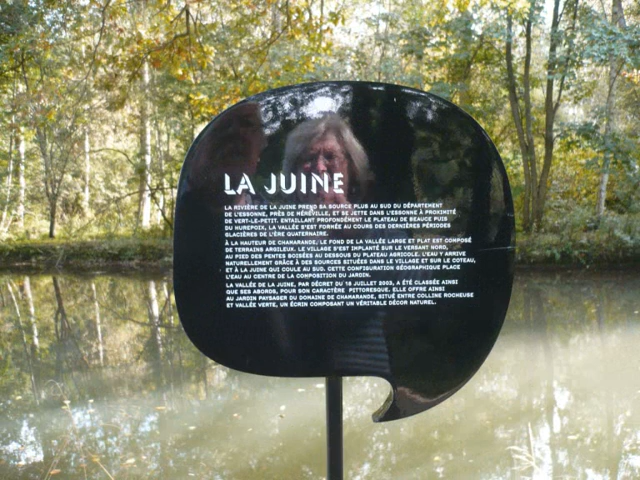 LA JUINE
LA RIVIÈRE DE LA JUINE PREND SA SOURCE PLUS AU SUD DU DÉPARTEMENT
DE L'ESSONNE, PRÈS DE MÉRÉVILLE, ET SE JETTE DANS L'ESSONNE À PROXIMITÉ
DE VERT-LE-PETIT. ENTAILLANT PROFONDÉMENT LE PLATEAU DE BEAUCE PUIS
DU HUREPOIX, LA VALLÉE S'EST FORMÉE AU COURS DES DERNIÈRES PÉRIODES
GLACIÈRES DE L'ÈRE QUATERNAIRE.
À LA HAUTEUR DE CHAMARANDE, LE FOND DE LA VALLÉE LARGE ET PLAT EST COMPOSÉ
DE TERRAINS ARGILEUX. LE VILLAGE S'EST IMPLANTÉ SUR LE VERSANT NORD,
AU PIED DES PENTES BOISÉES AU DESSOUS DU PLATEAU AGRICOLE. L'EAU Y ARRIVE
NATURELLEMENT GRÂCE À DES SOURCES SITUÉES DANS LE VILLAGE ET SUR LE COTEAU,
ET À LA JUINE QUI COULE AU SUD. CETTE CONFIGURATION GÉOGRAPHIQUE PLACE
L'EAU AU CENTRE DE LA COMPOSITION DU JARDIN.
LA VALLÉE DE LA JUINE, PAR DÉCRET DU 18 JUILLET 2003, A ÉTÉ CLASSÉE AINSI
QUE SES ABORDS, POUR SON CARACTÈRE PITTORESQUE. ELLE OFFRE AINSI
AU JARDIN PAYSAGER DU DOMAINE DE CHAMARANDE, SITUÉ ENTRE COLLINE ROCHEUSE
ET VALLÉE VERTE, UN ÉCRIN COMPOSANT UN VÉRITABLE DÉCOR NATUREL.